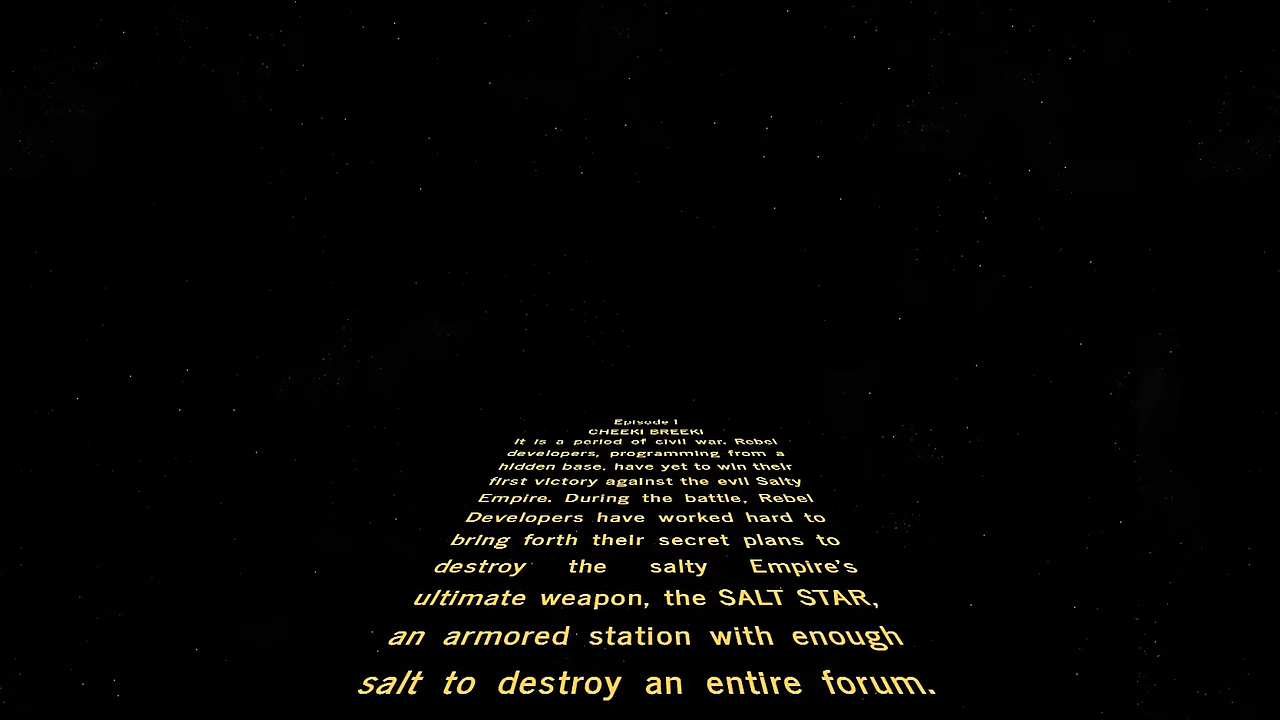 Episode 1
CHEEKI BREEKI
It is a period of civil war. Rebel
developers, programming from a
hidden base, have yet to win their
first victory against the evil Salty
Empire. During the battle, Rebel
Developers have worked hard to
bring forth their secret plans to
destroy the salty Empire's
ultimate weapon, the SALT STAR,
an armored station with enough
salt to destroy an entire forum.